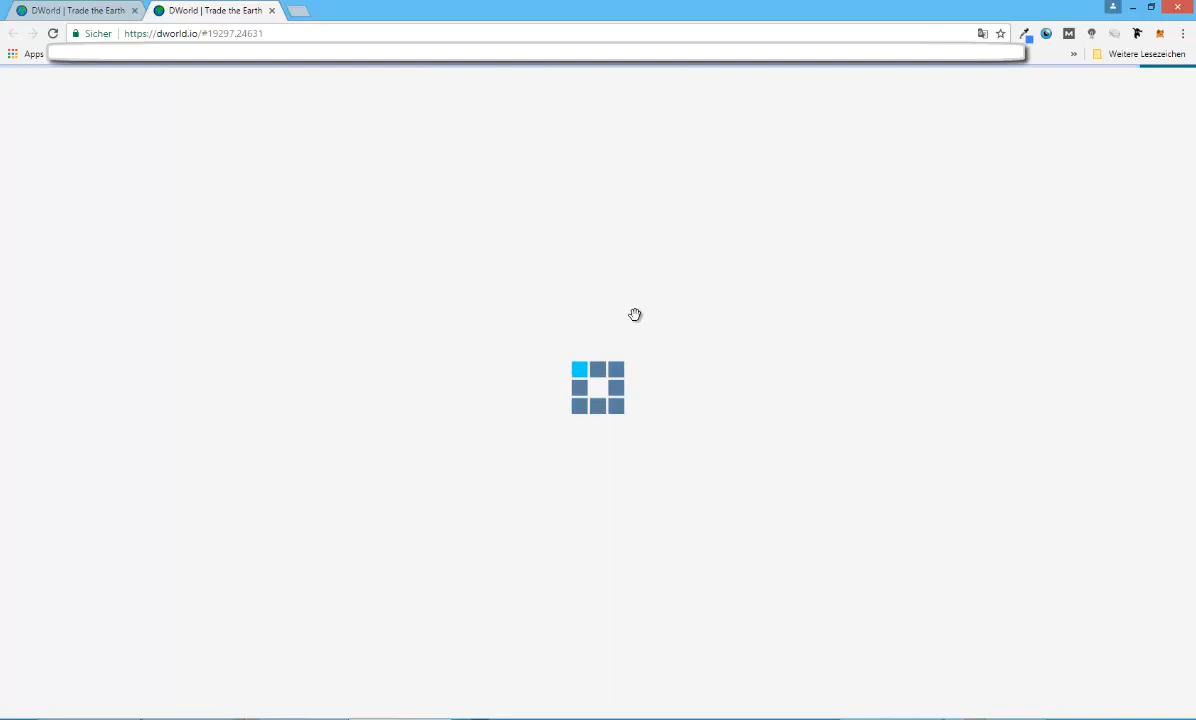 DWorld | Trade the Earth
DWorld | Trade the Earth
Sicher
https://dworld.io/#19297.24631
Apps
»
Weitere Lesezeichen